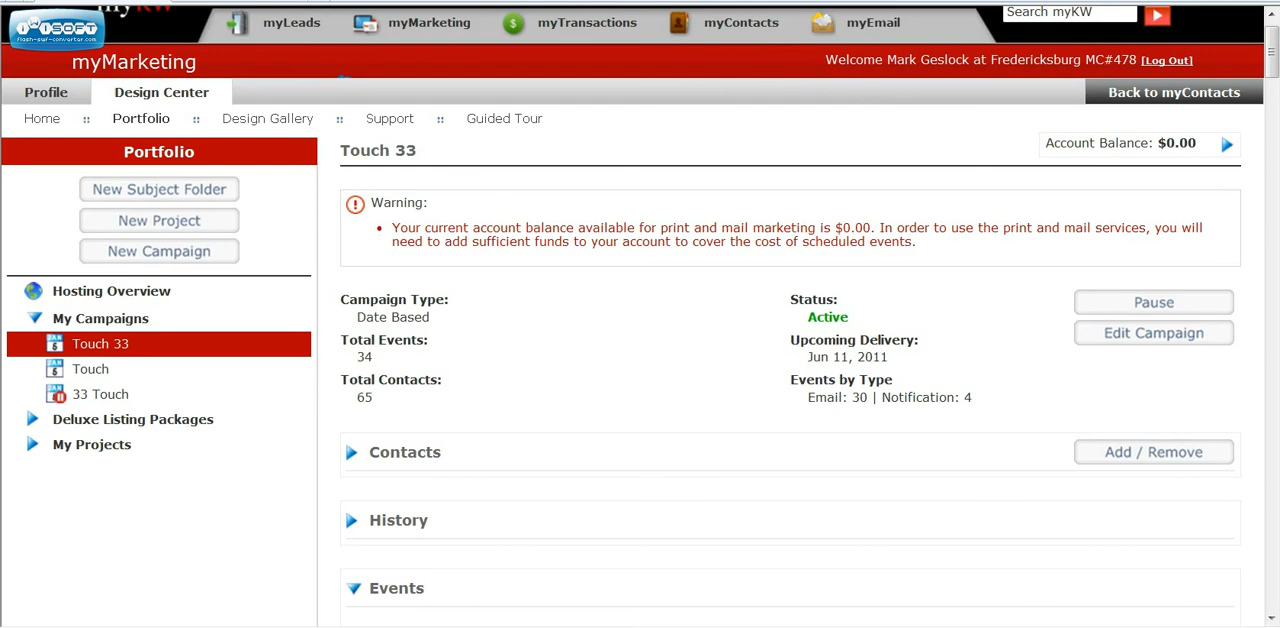 myKW
iWiSOFT
flash-swf-converter.com
myLeads
myMarketing
myTransactions
myContacts
myEmail
Search myKW
myMarketing
Welcome Mark Geslock at Fredericksburg MC#478 [Log Out]
Profile
Design Center
Back to myContacts
Home :: Portfolio :: Design Gallery :: Support :: Guided Tour
Portfolio
New Subject Folder
New Project
New Campaign
Hosting Overview
My Campaigns
Touch 33
Touch
33 Touch
Deluxe Listing Packages
My Projects
Touch 33
Account Balance: $0.00
Warning:
• Your current account balance available for print and mail marketing is $0.00. In order to use the print and mail services, you will
need to add sufficient funds to your account to cover the cost of scheduled events.
Campaign Type:
Date Based
Total Events:
34
Total Contacts:
65
Status:
Active
Upcoming Delivery:
Jun 11, 2011
Events by Type
Email: 30 | Notification: 4
Pause
Edit Campaign
Contacts
Add / Remove
History
Events